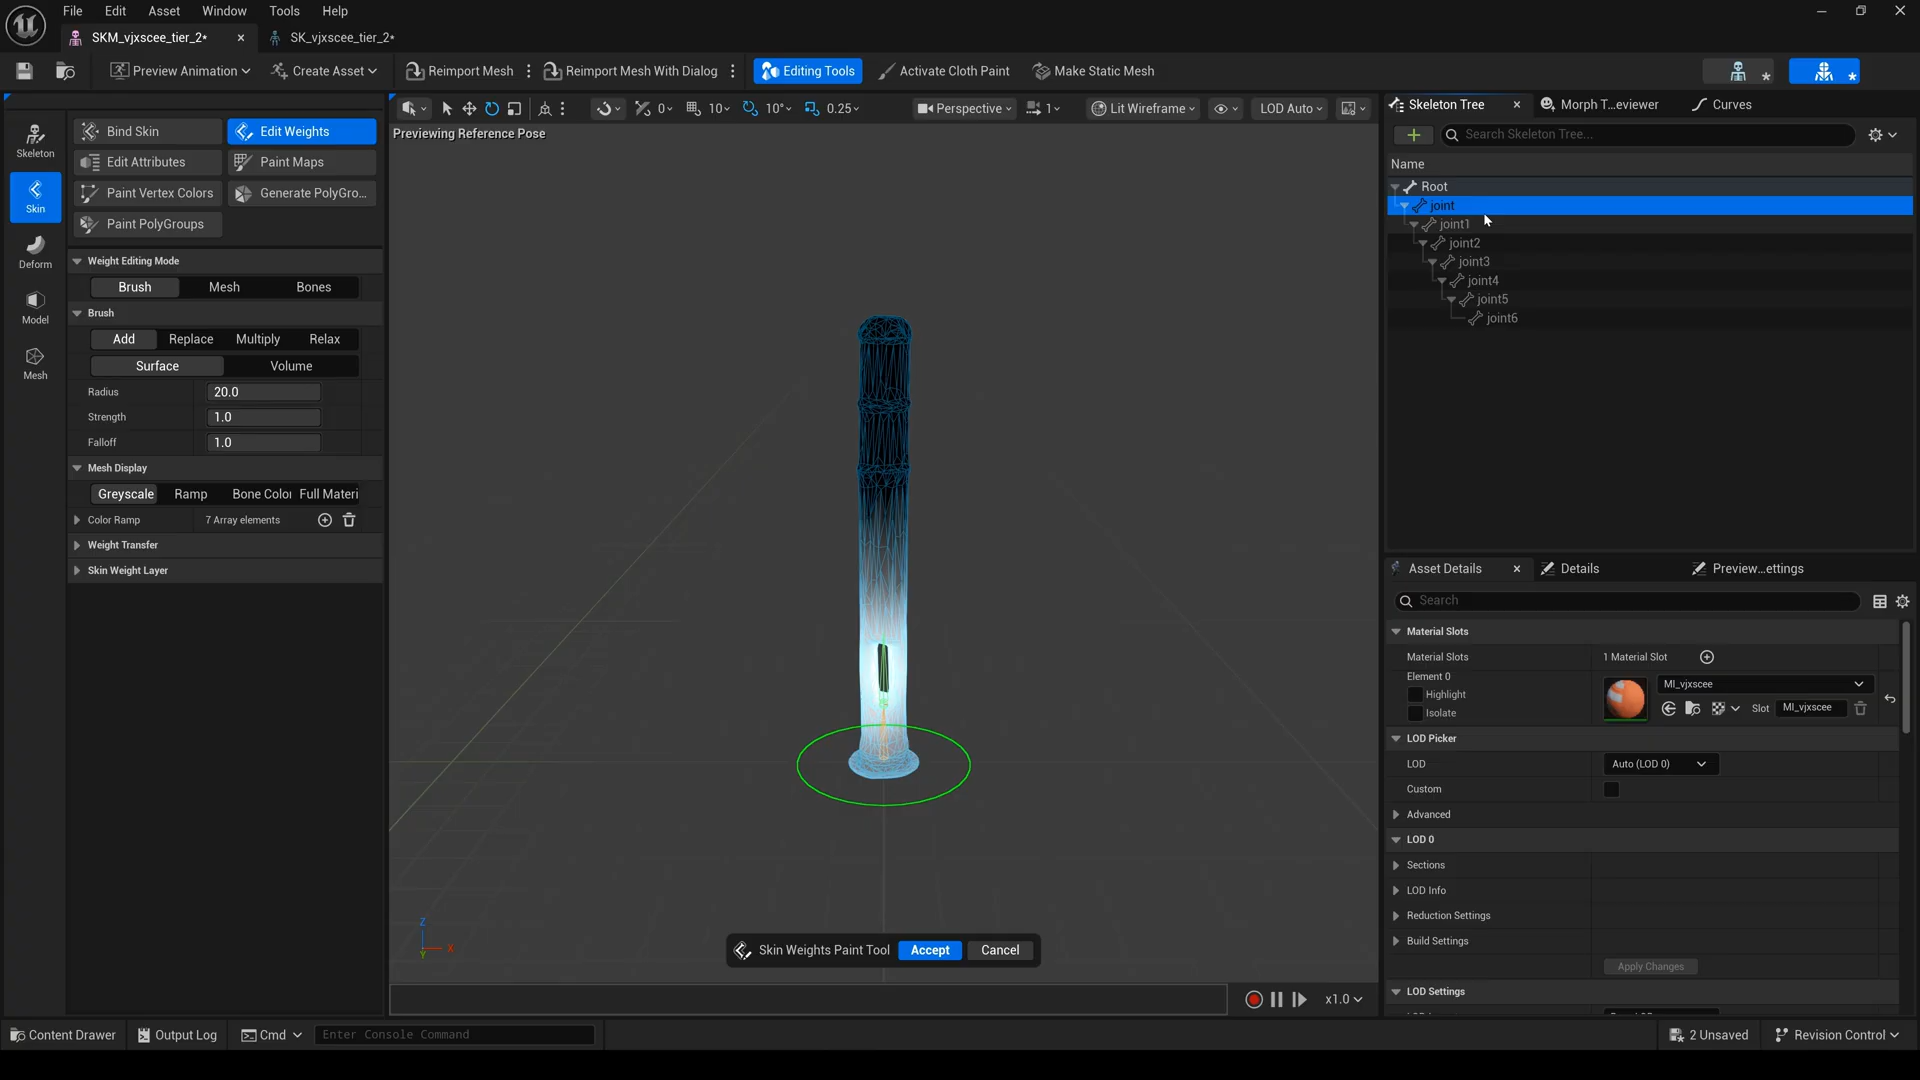 File Edit Asset Window Tools Help
SKM_vjxscee_tier_2* SK_vjxscee_tier_2*
Preview Animation Create Asset Reimport Mesh Reimport Mesh With Dialog Editing Tools Activate Cloth Paint Make Static Mesh
Skeleton
Skin
Deform
Model
Mesh
Bind Skin Edit Weights
Edit Attributes Paint Maps
Paint Vertex Colors Generate PolyGro...
Paint PolyGroups
Weight Editing Mode
Brush Mesh Bones
Brush
Add Replace Multiply Relax
Surface Volume
Radius 20.0
Strength 1.0
Falloff 1.0
Mesh Display
Greyscale Ramp Bone Color Full Materi
Color Ramp 7 Array elements
Weight Transfer
Skin Weight Layer
0 10 10° 0.25 Perspective 1 Lit Wireframe LOD Auto
Previewing Reference Pose
Z
X
Y
Skin Weights Paint Tool Accept Cancel
x1.0
Skeleton Tree Morph T...eviewer Curves
Search Skeleton Tree...
Name
Root
joint
joint1
joint2
joint3
joint4
joint5
joint6
Asset Details Details Preview...ettings
Search
Material Slots
Material Slots 1 Material Slot
Element 0
Highlight
Isolate
MI_vjxscee
Slot MI_vjxscee
LOD Picker
LOD Auto (LOD 0)
Custom
Advanced
LOD 0
Sections
LOD Info
Reduction Settings
Build Settings
Apply Changes
LOD Settings
Content Drawer Output Log Cmd Enter Console Command 2 Unsaved Revision Control